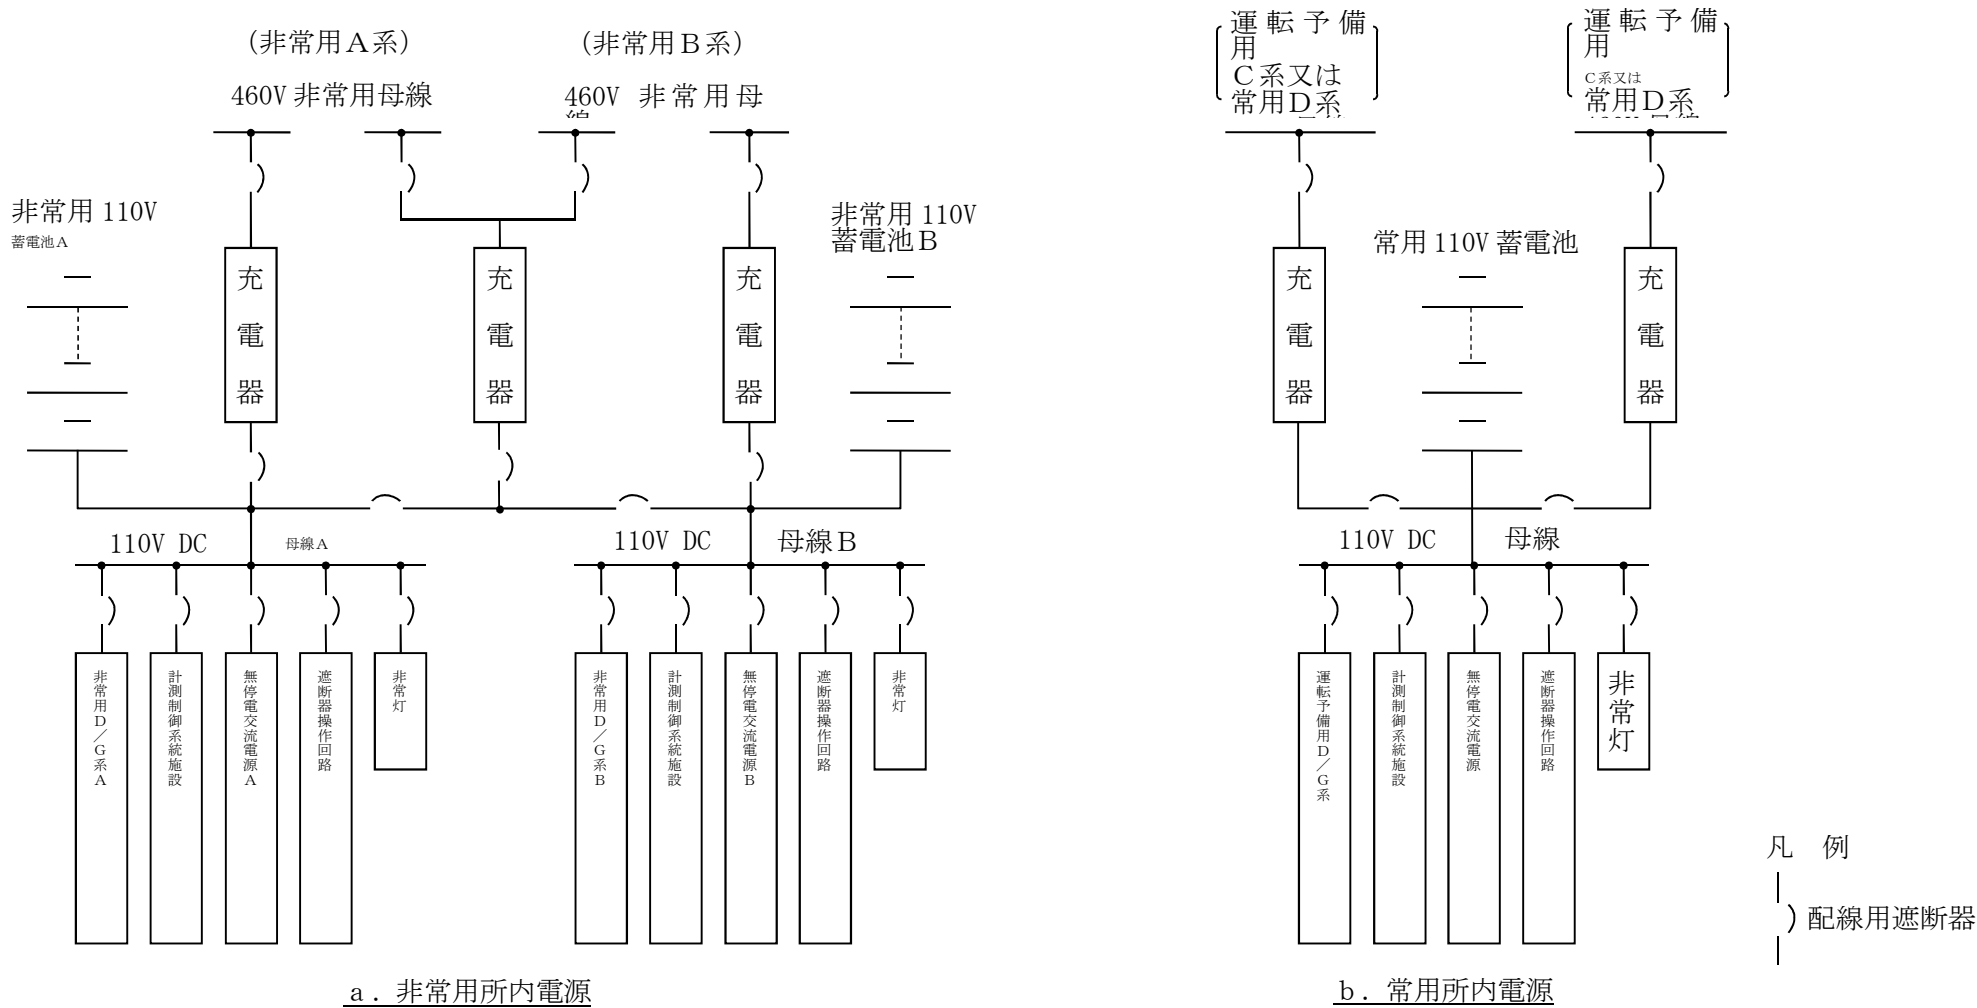 (非常用A系)
460V 非常用母線
(非常用B系)
460V 非常用母
非常用 110V
蓄電池A
充電器
充電器
充電器
非常用 110V
蓄電池B
110V DC 母線A
110V DC 母線B
非常用D/G系A
計測制御系統施設
無停電交流電源A
遮断器操作回路
非常灯
非常用D/G系B
計測制御系統施設
無停電交流電源B
遮断器操作回路
非常灯
a. 非常用所内電源
運転予備
用
C系又は
常用D系
運転予備
用
C系又は
常用D系
常用 110V 蓄電池
充電器
充電器
110V DC 母線
運転予備用D/G系
計測制御系統施設
無停電交流電源
遮断器操作回路
非常灯
b. 常用所内電源
凡 例
配線用遮断器